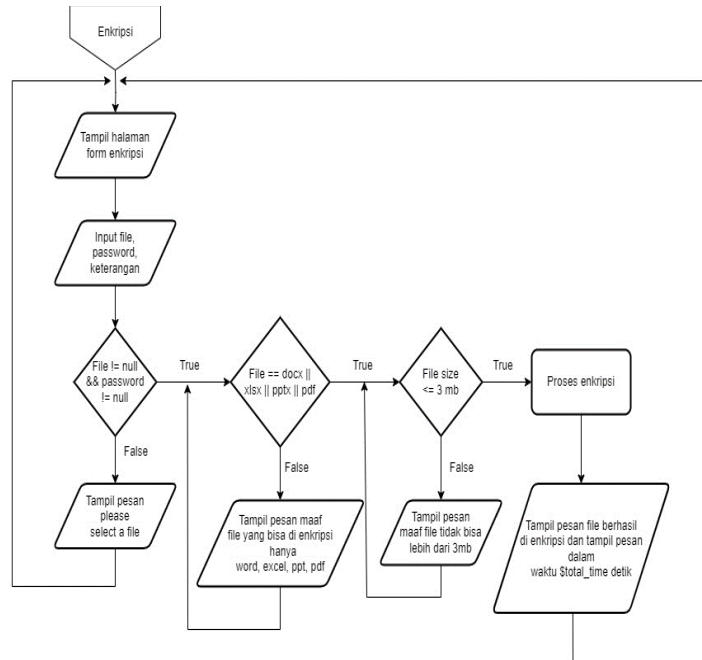 Enkripsi
Tampil halaman
form enkripsi
Input file,
password,
keterangan
File != null
&& password
!= null
True
False
Tampil pesan
please
select a file
File == docx ||
xlsx || pptx || pdf
True
False
Tampil pesan maaf
file yang bisa di enkripsi
hanya
word, excel, ppt, pdf
File size
<= 3 mb
True
False
Tampil pesan
maaf file tidak bisa
lebih dari 3mb
Proses enkripsi
Tampil pesan file berhasil
di enkripsi dan tampil pesan
dalam
waktu $total_time detik